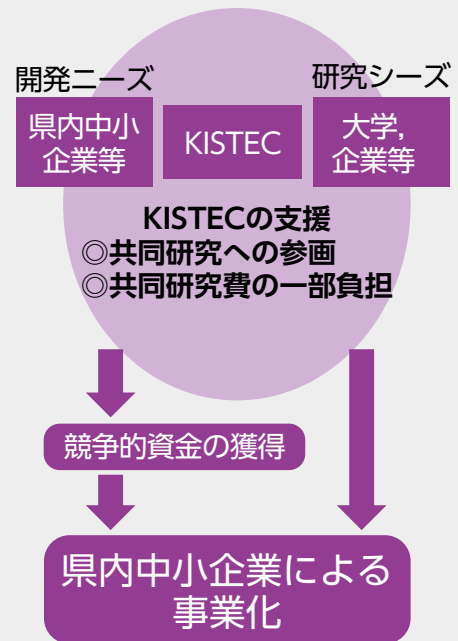 開発ニーズ
研究シーズ
県内中小
企業等
KISTEC
大学,
企業等
KISTECの支援
◎共同研究への参画
◎共同研究費の一部負担
競争的資金の獲得
県内中小企業による
事業化